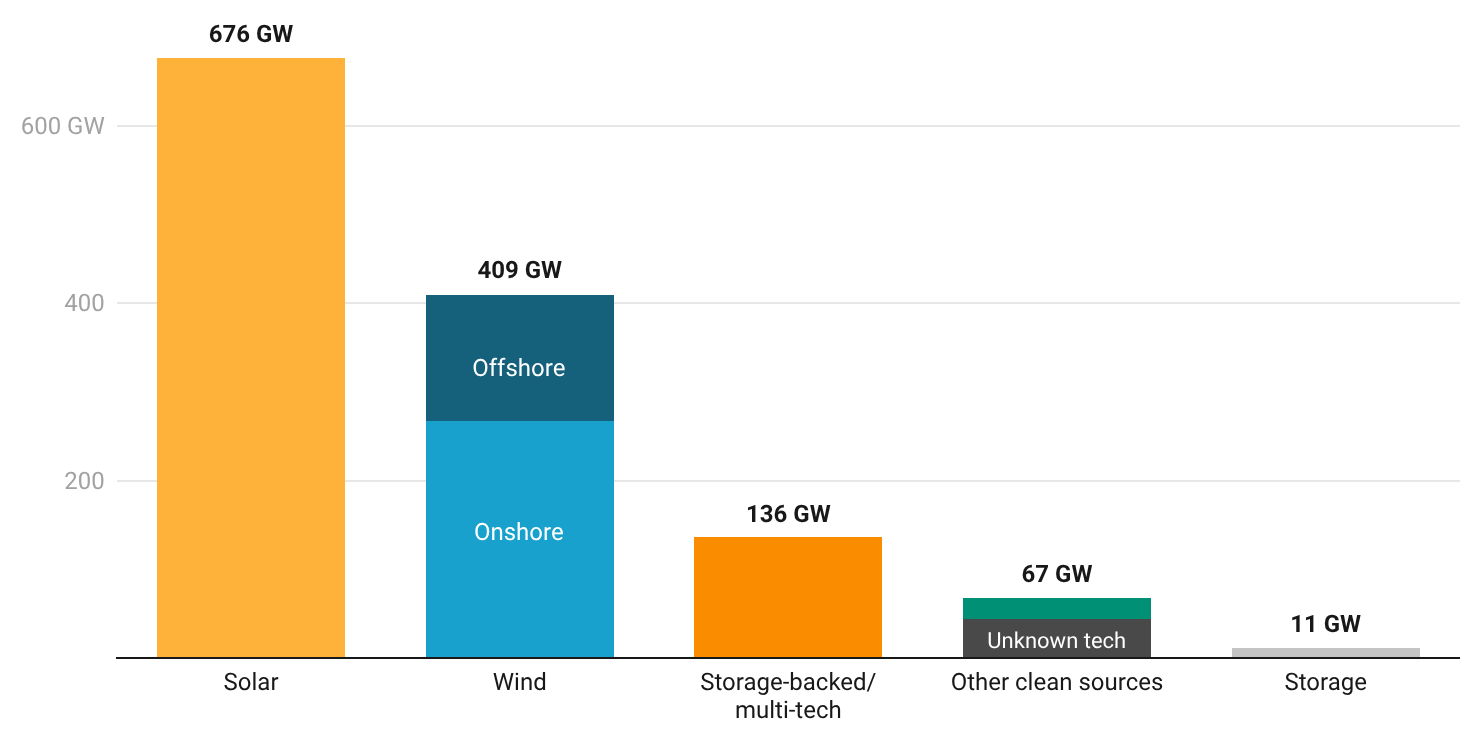 676 GW
600 GW
409 GW
400
Offshore
200
136 GW
Onshore
67 GW
11 GW
Unknown tech
Solar
Wind
Storage-backed/
multi-tech
Other clean sources
Storage